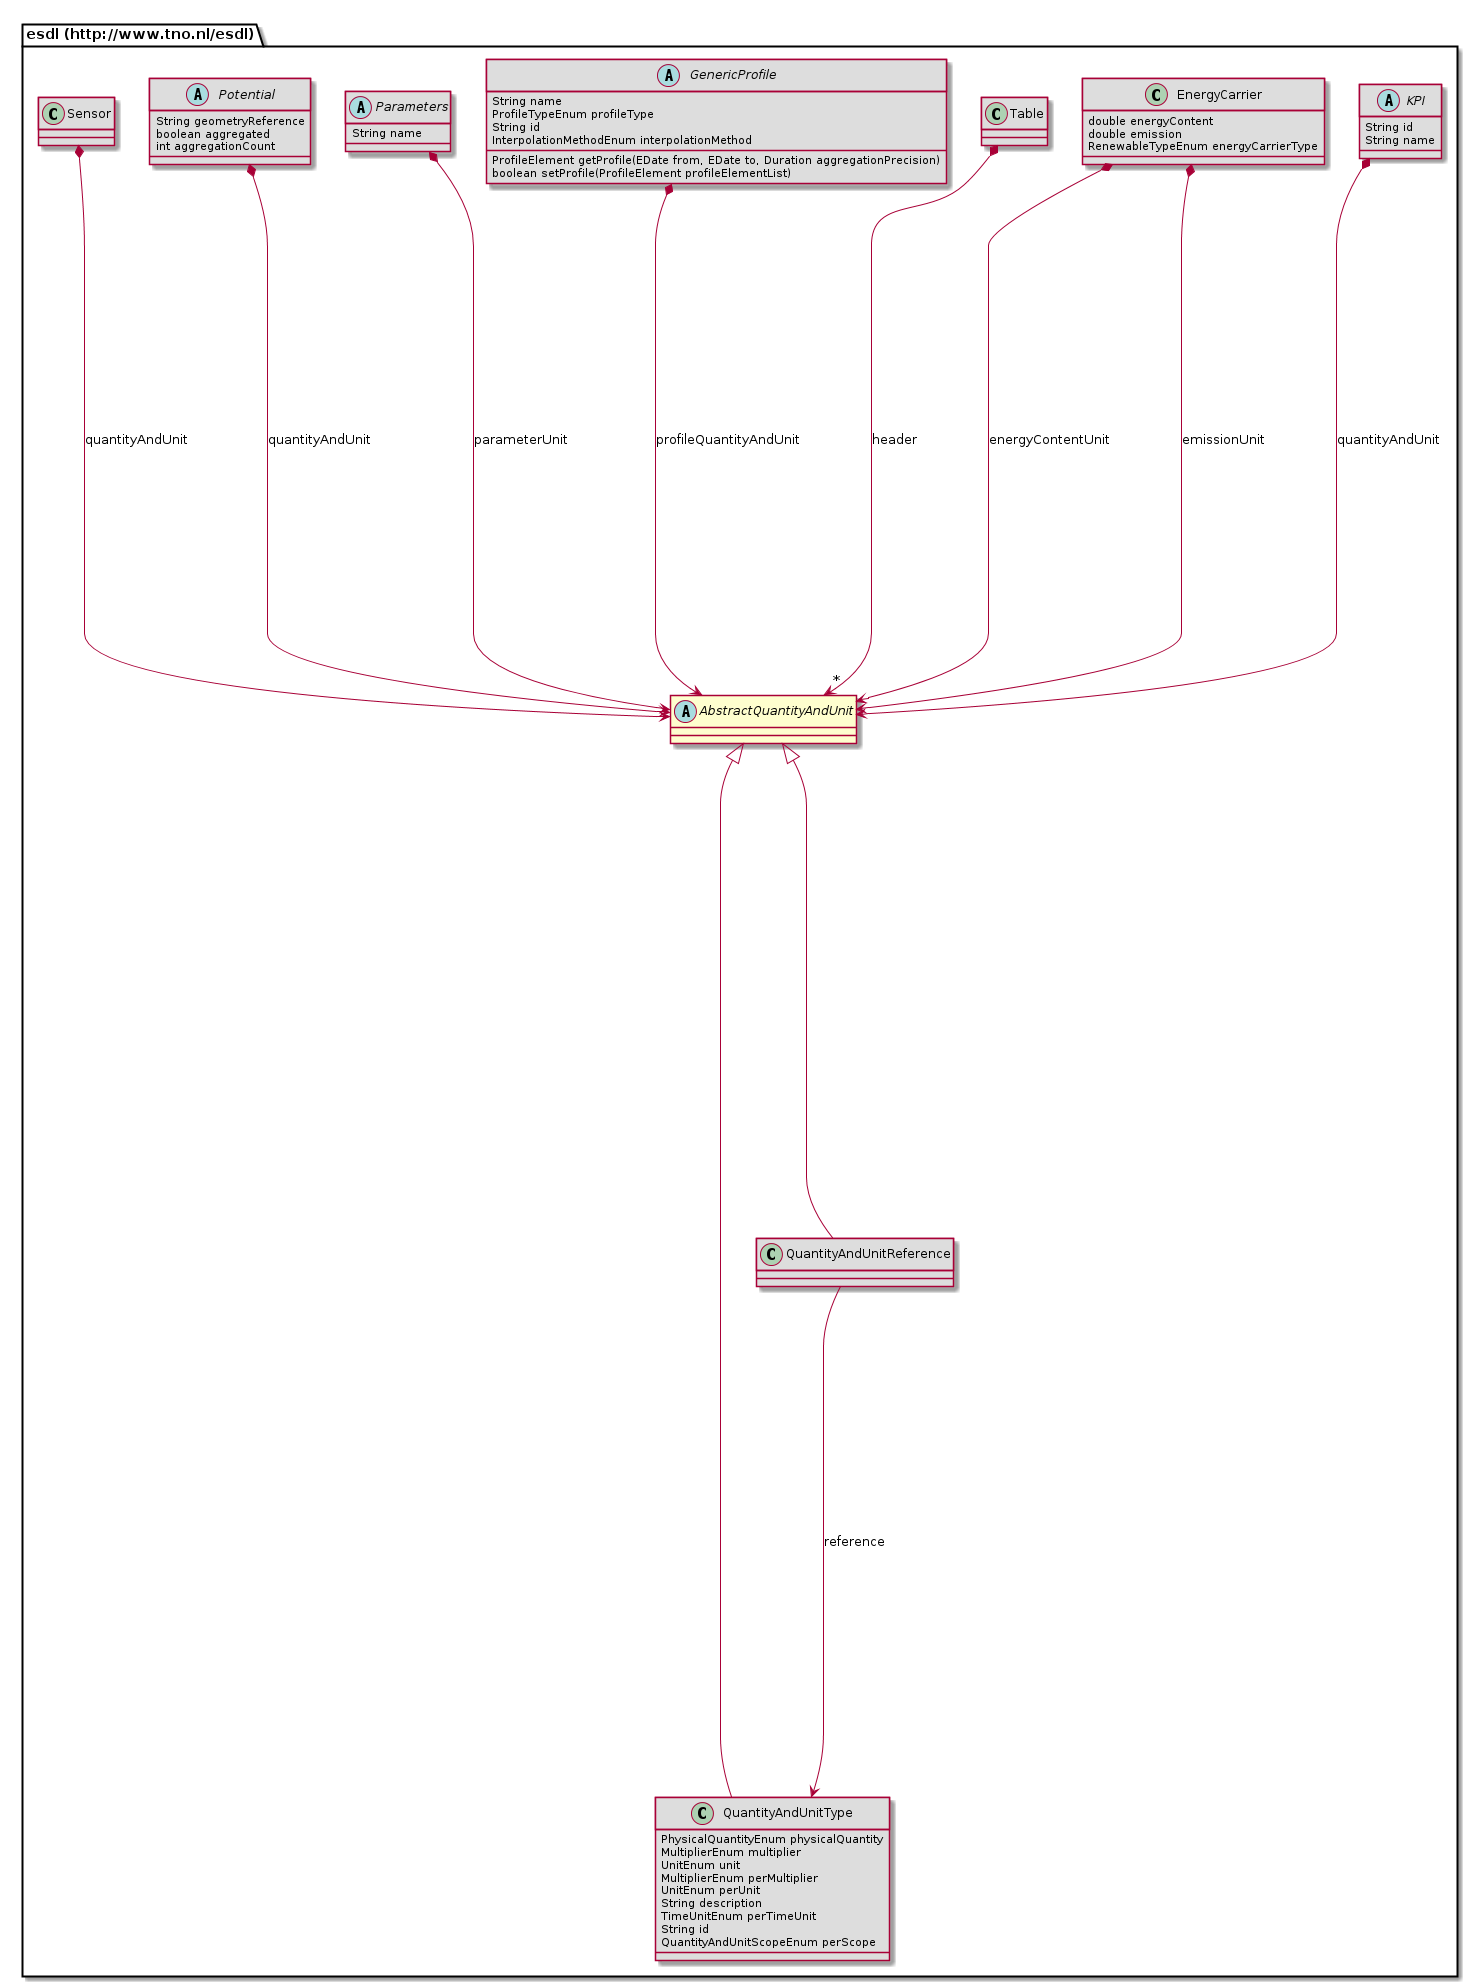 esdl (http://www.tno.nl/esdl)
C Sensor
A Potential
String geometryReference
boolean aggregated
int aggregationCount
A Parameters
String name
A GenericProfile
String name
ProfileTypeEnum profileType
String id
InterpolationMethodEnum interpolationMethod
ProfileElement getProfile(EDate from, EDate to, Duration aggregationPrecision)
boolean setProfile(ProfileElement profileElementList)
C Table
C EnergyCarrier
double energyContent
double emission
RenewableTypeEnum energyCarrierType
A KPI
String id
String name
quantityAndUnit
quantityAndUnit
parameterUnit
profileQuantityAndUnit
header
energyContentUnit
emissionUnit
quantityAndUnit
*
A AbstractQuantityAndUnit
C QuantityAndUnitReference
reference
C QuantityAndUnitType
PhysicalQuantityEnum physicalQuantity
MultiplierEnum multiplier
UnitEnum unit
MultiplierEnum perMultiplier
UnitEnum perUnit
String description
TimeUnitEnum perTimeUnit
String id
QuantityAndUnitScopeEnum perScope